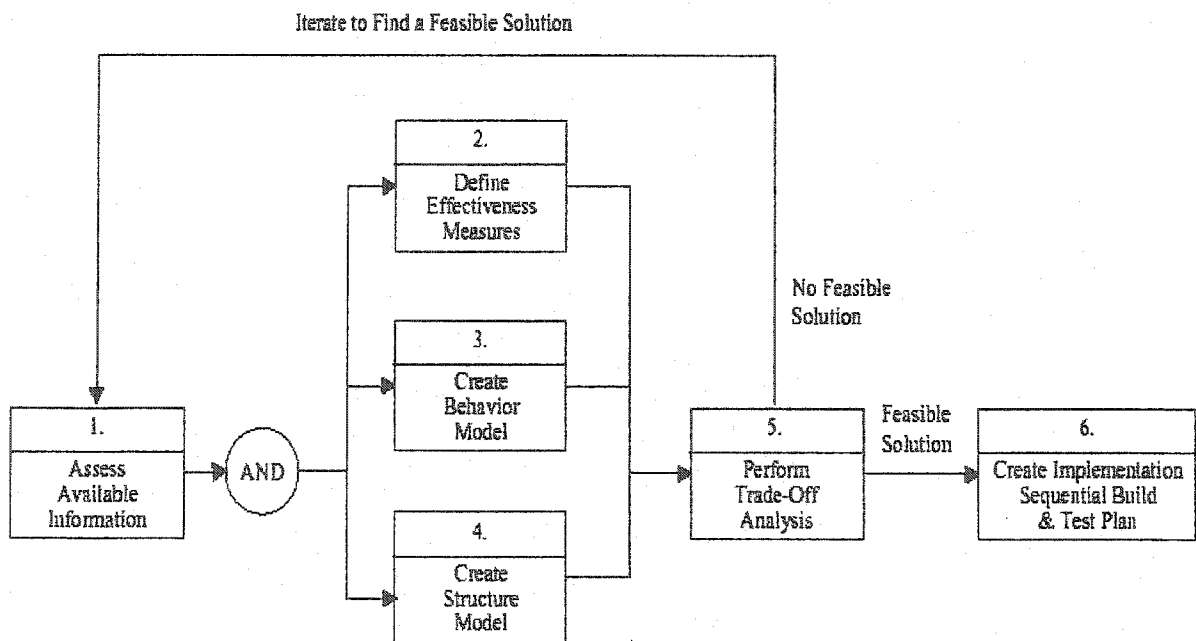 Iterate to Find a Feasible Solution
2.
Define
Effectiveness
Measures
No Feasible
Solution
3.
Create
Behavior
Model
1.
Assess
Available
Information
AND
5.
Perform
Trade-Off
Analysis
Feasible
Solution
6.
Create Implementation
Sequential Build
& Test Plan
4.
Create
Structure
Model